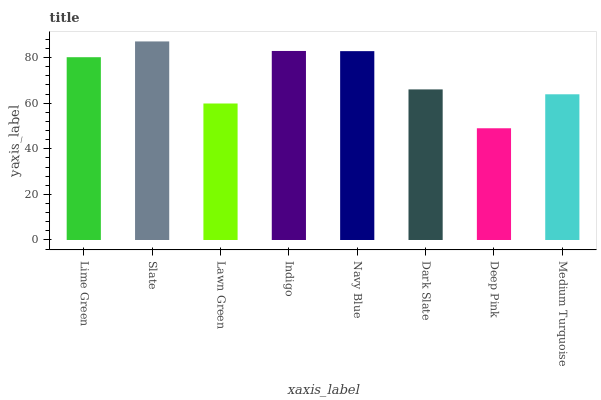 title
yaxis_label
80
60
40
20
0
Lime Green
Slate
Lawn Green
Indigo
Navy Blue
Dark Slate
Deep Pink
Medium Turquoise
xaxis_label